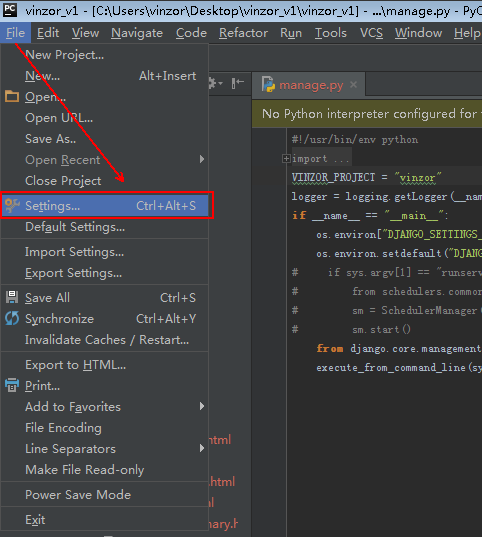 vinzor_v1 - [C:\Users\vinzor\Desktop\vinzor_v1\vinzor_v1] - ...\manage.py - PyC
File Edit View Navigate Code Refactor Run Tools VCS Window Help
New Project...
New... Alt+Insert
Open...
Open URL...
Save As..
Open Recent
Close Project
Settings... Ctrl+Alt+S
Default Settings...
Import Settings...
Export Settings...
Save All Ctrl+S
Synchronize Ctrl+Alt+Y
Invalidate Caches / Restart...
Export to HTML...
Print...
Add to Favorites
File Encoding
Line Separators
Make File Read-only
Power Save Mode
Exit
html
.html
html
nary.h
manage.py
No Python interpreter configured for
#!/usr/bin/env python
import ...
VINZOR_PROJECT = "vinzor"
logger = logging.getLogger(__nam
if __name__ == "__main__":
os.environ["DJANGO_SETTINGS_
os.environ.setdefault("DJANG
# if sys.argv[1] == "runserv
# from schedulers.commor
# sm = SchedulerManager(
# sm.start()
from django.core.management
execute_from_command_line(sy